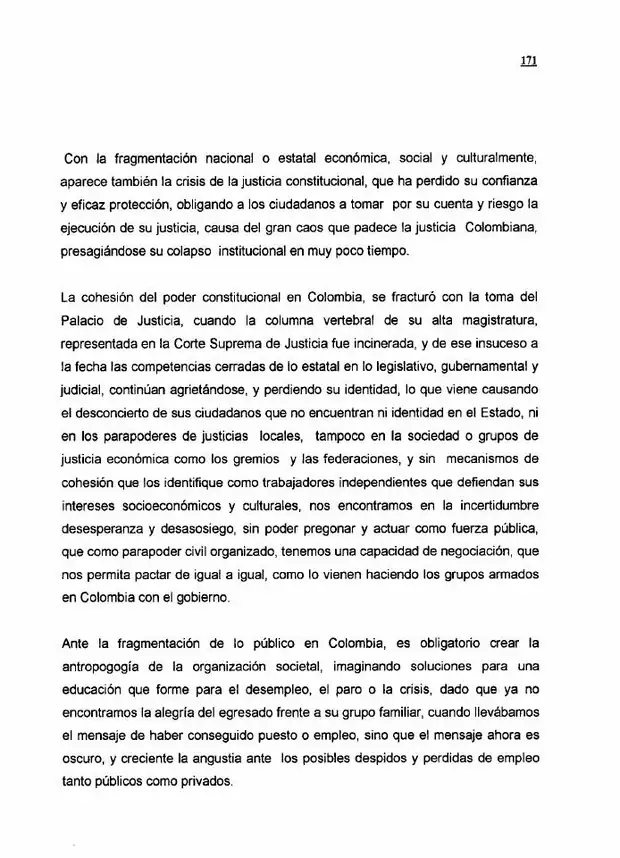 171
Con la fragmentación nacional o estatal económica, social y culturalmente,
aparece también la crisis de la justicia constitucional, que ha perdido su confianza
y eficaz protección, obligando a los ciudadanos a tomar por su cuenta y riesgo la
ejecución de su justicia, causa del gran caos que padece la justicia Colombiana,
presagiándose su colapso institucional en muy poco tiempo.
La cohesión del poder constitucional en Colombia, se fracturó con la toma del
Palacio de Justicia, cuando la columna vertebral de su alta magistratura,
representada en la Corte Suprema de Justicia fue incinerada, y de ese insuceso a
la fecha las competencias cerradas de lo estatal en lo legislativo, gubernamental y
judicial, continúan agrietándose, y perdiendo su identidad, lo que viene causando
el desconcierto de sus ciudadanos que no encuentran ni identidad en el Estado, ni
en los parapoderes de justicias locales, tampoco en la sociedad o grupos de
justicia económica como los gremios y las federaciones, y sin mecanismos de
cohesión que los identifique como trabajadores independientes que defiendan sus
intereses socioeconómicos y culturales, nos encontramos en la incertidumbre
desesperanza y desasosiego, sin poder pregonar y actuar como fuerza pública,
que como parapoder civil organizado, tenemos una capacidad de negociación, que
nos permita pactar de igual a igual, como lo vienen haciendo los grupos armados
en Colombia con el gobierno.
Ante la fragmentación de lo público en Colombia, es obligatorio crear la
antropogogía de la organización societal, imaginando soluciones para una
educación que forme para el desempleo, el paro o la crisis, dado que ya no
encontramos la alegría del egresado frente a su grupo familiar, cuando llevábamos
el mensaje de haber conseguido puesto o empleo, sino que el mensaje ahora es
oscuro, y creciente la angustia ante los posibles despidos y perdidas de empleo
tanto públicos como privados.